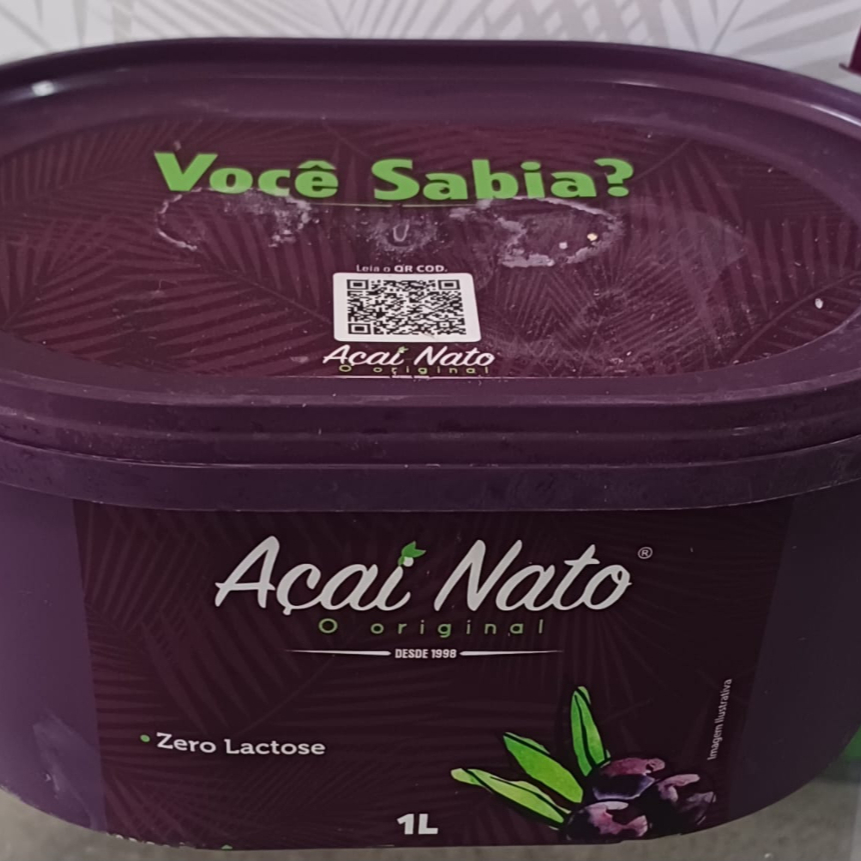 Você Sabia?
Leia o QR COD.
Açaí Nato
O original
Açaí Nato®
O original
DESDE 1998
• Zero Lactose
Imagem Ilustrativa
1L